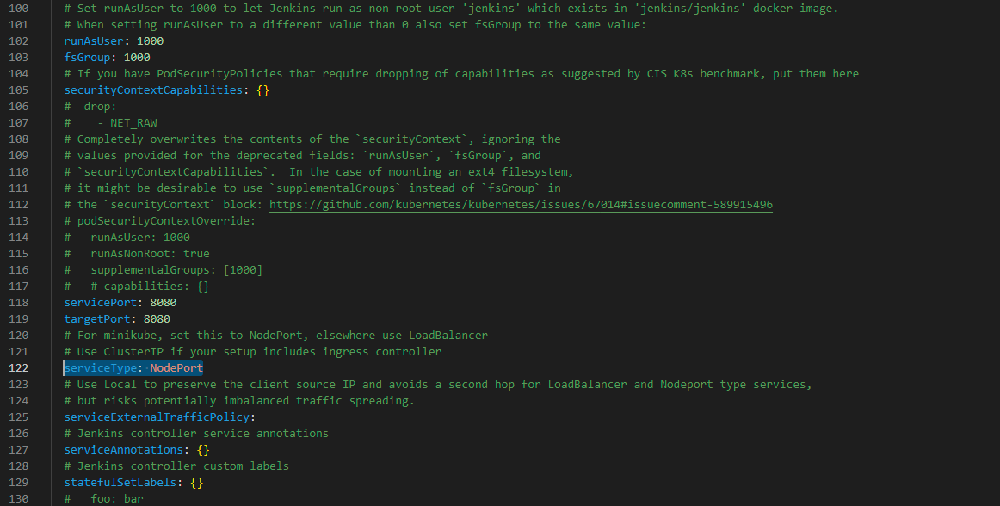 100 # Set runAsUser to 1000 to let Jenkins run as non-root user 'jenkins' which exists in 'jenkins/jenkins' docker image.
101 # When setting runAsUser to a different value than 0 also set fsGroup to the same value:
102 runAsUser: 1000
103 fsGroup: 1000
104 # If you have PodSecurityPolicies that require dropping of capabilities as suggested by CIS K8s benchmark, put them here
105 securityContextCapabilities: {}
106 #  drop:
107 #    - NET_RAW
108 # Completely overwrites the contents of the `securityContext`, ignoring the
109 # values provided for the deprecated fields: `runAsUser`, `fsGroup`, and
110 # `securityContextCapabilities`.  In the case of mounting an ext4 filesystem,
111 # it might be desirable to use `supplementalGroups` instead of `fsGroup` in
112 # the `securityContext` block: https://github.com/kubernetes/kubernetes/issues/67014#issuecomment-589915496
113 # podSecurityContextOverride:
114 #   runAsUser: 1000
115 #   runAsNonRoot: true
116 #   supplementalGroups: [1000]
117 #   # capabilities: {}
118 servicePort: 8080
119 targetPort: 8080
120 # For minikube, set this to NodePort, elsewhere use LoadBalancer
121 # Use ClusterIP if your setup includes ingress controller
122 serviceType: NodePort
123 # Use Local to preserve the client source IP and avoids a second hop for LoadBalancer and Nodeport type services,
124 # but risks potentially imbalanced traffic spreading.
125 serviceExternalTrafficPolicy:
126 # Jenkins controller service annotations
127 serviceAnnotations: {}
128 # Jenkins controller custom labels
129 statefulSetLabels: {}
130 #   foo: bar